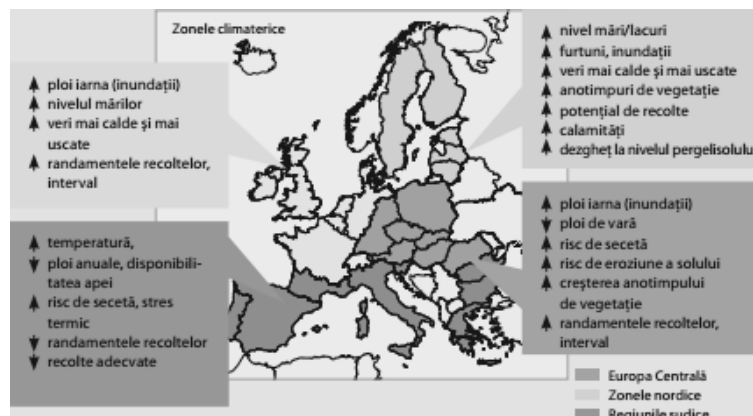 Zonele climaterice
ploi iarna (inundații)
nivelul mărilor
veri mai calde și mai
uscate
randamentele recoltelor,
interval
nivel mări/lacuri
furtuni, inundații
veri mai calde și mai uscate
anotimpuri de vegetație
potențial de recolte
calamități
dezgheț la nivelul pergelisolului
temperatură,
ploi anuale, disponibili-
tatea apei
risc de secetă, stres
termic
randamentele recoltelor
recolte adecvate
ploi iarna (inundații)
ploi de vară
risc de secetă
risc de eroziune a solului
creșterea anotimpului
de vegetație
randamentele recoltelor,
interval
Europa Centrală
Zonele nordice
Regiunile sudice